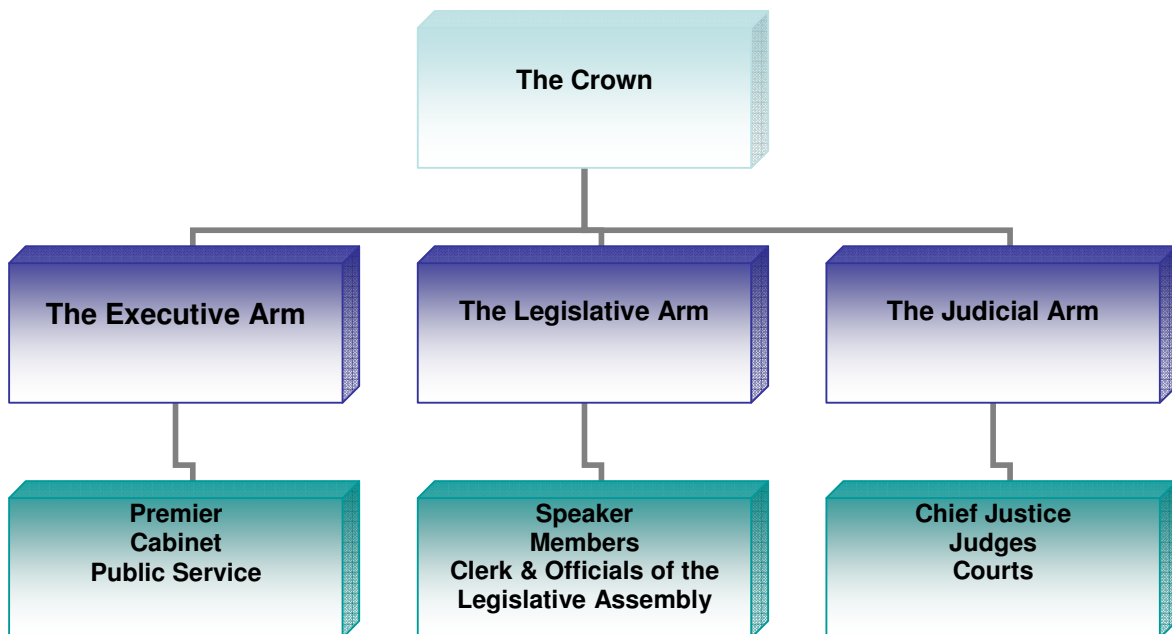 The Crown
The Executive Arm
The Legislative Arm
The Judicial Arm
Premier
Cabinet
Public Service
Speaker
Members
Clerk & Officials of the
Legislative Assembly
Chief Justice
Judges
Courts